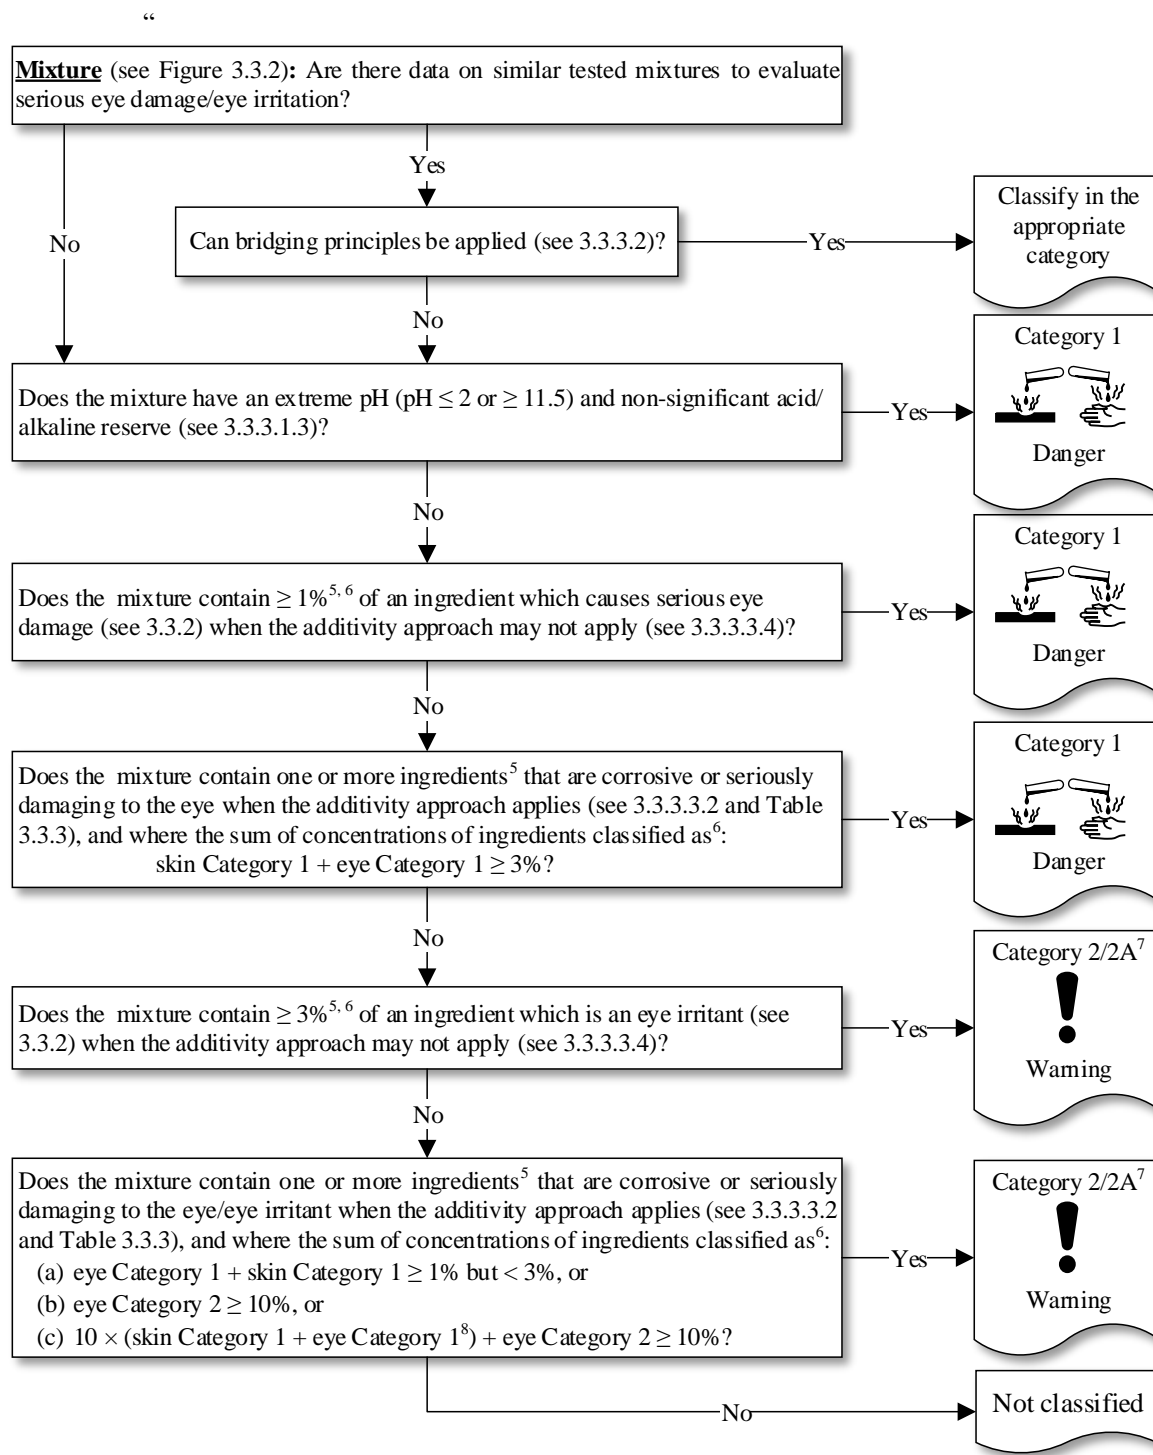 “
Mixture (see Figure 3.3.2): Are there data on similar tested mixtures to evaluate
serious eye damage/eye irritation?
Yes
No
Can bridging principles be applied (see 3.3.3.2)?
Yes
Classify in the
appropriate
category
No
Does the mixture have an extreme pH (pH ≤ 2 or ≥ 11.5) and non-significant acid/
alkaline reserve (see 3.3.3.1.3)?
Yes
Category 1
Danger
No
Does the mixture contain ≥ 1%5, 6 of an ingredient which causes serious eye
damage (see 3.3.2) when the additivity approach may not apply (see 3.3.3.3.4)?
Yes
Category 1
Danger
No
Does the mixture contain one or more ingredients5 that are corrosive or seriously
damaging to the eye when the additivity approach applies (see 3.3.3.3.2 and Table
3.3.3), and where the sum of concentrations of ingredients classified as6:
skin Category 1 + eye Category 1 ≥ 3%?
Yes
Category 1
Danger
No
Does the mixture contain ≥ 3%5, 6 of an ingredient which is an eye irritant (see
3.3.2) when the additivity approach may not apply (see 3.3.3.3.4)?
Yes
Category 2/2A7
Warning
No
Does the mixture contain one or more ingredients5 that are corrosive or seriously
damaging to the eye/eye irritant when the additivity approach applies (see 3.3.3.3.2
and Table 3.3.3), and where the sum of concentrations of ingredients classified as6:
(a) eye Category 1 + skin Category 1 ≥ 1% but < 3%, or
(b) eye Category 2 ≥ 10%, or
(c) 10 × (skin Category 1 + eye Category 18) + eye Category 2 ≥ 10%?
Yes
Category 2/2A7
Warning
No
Not classified